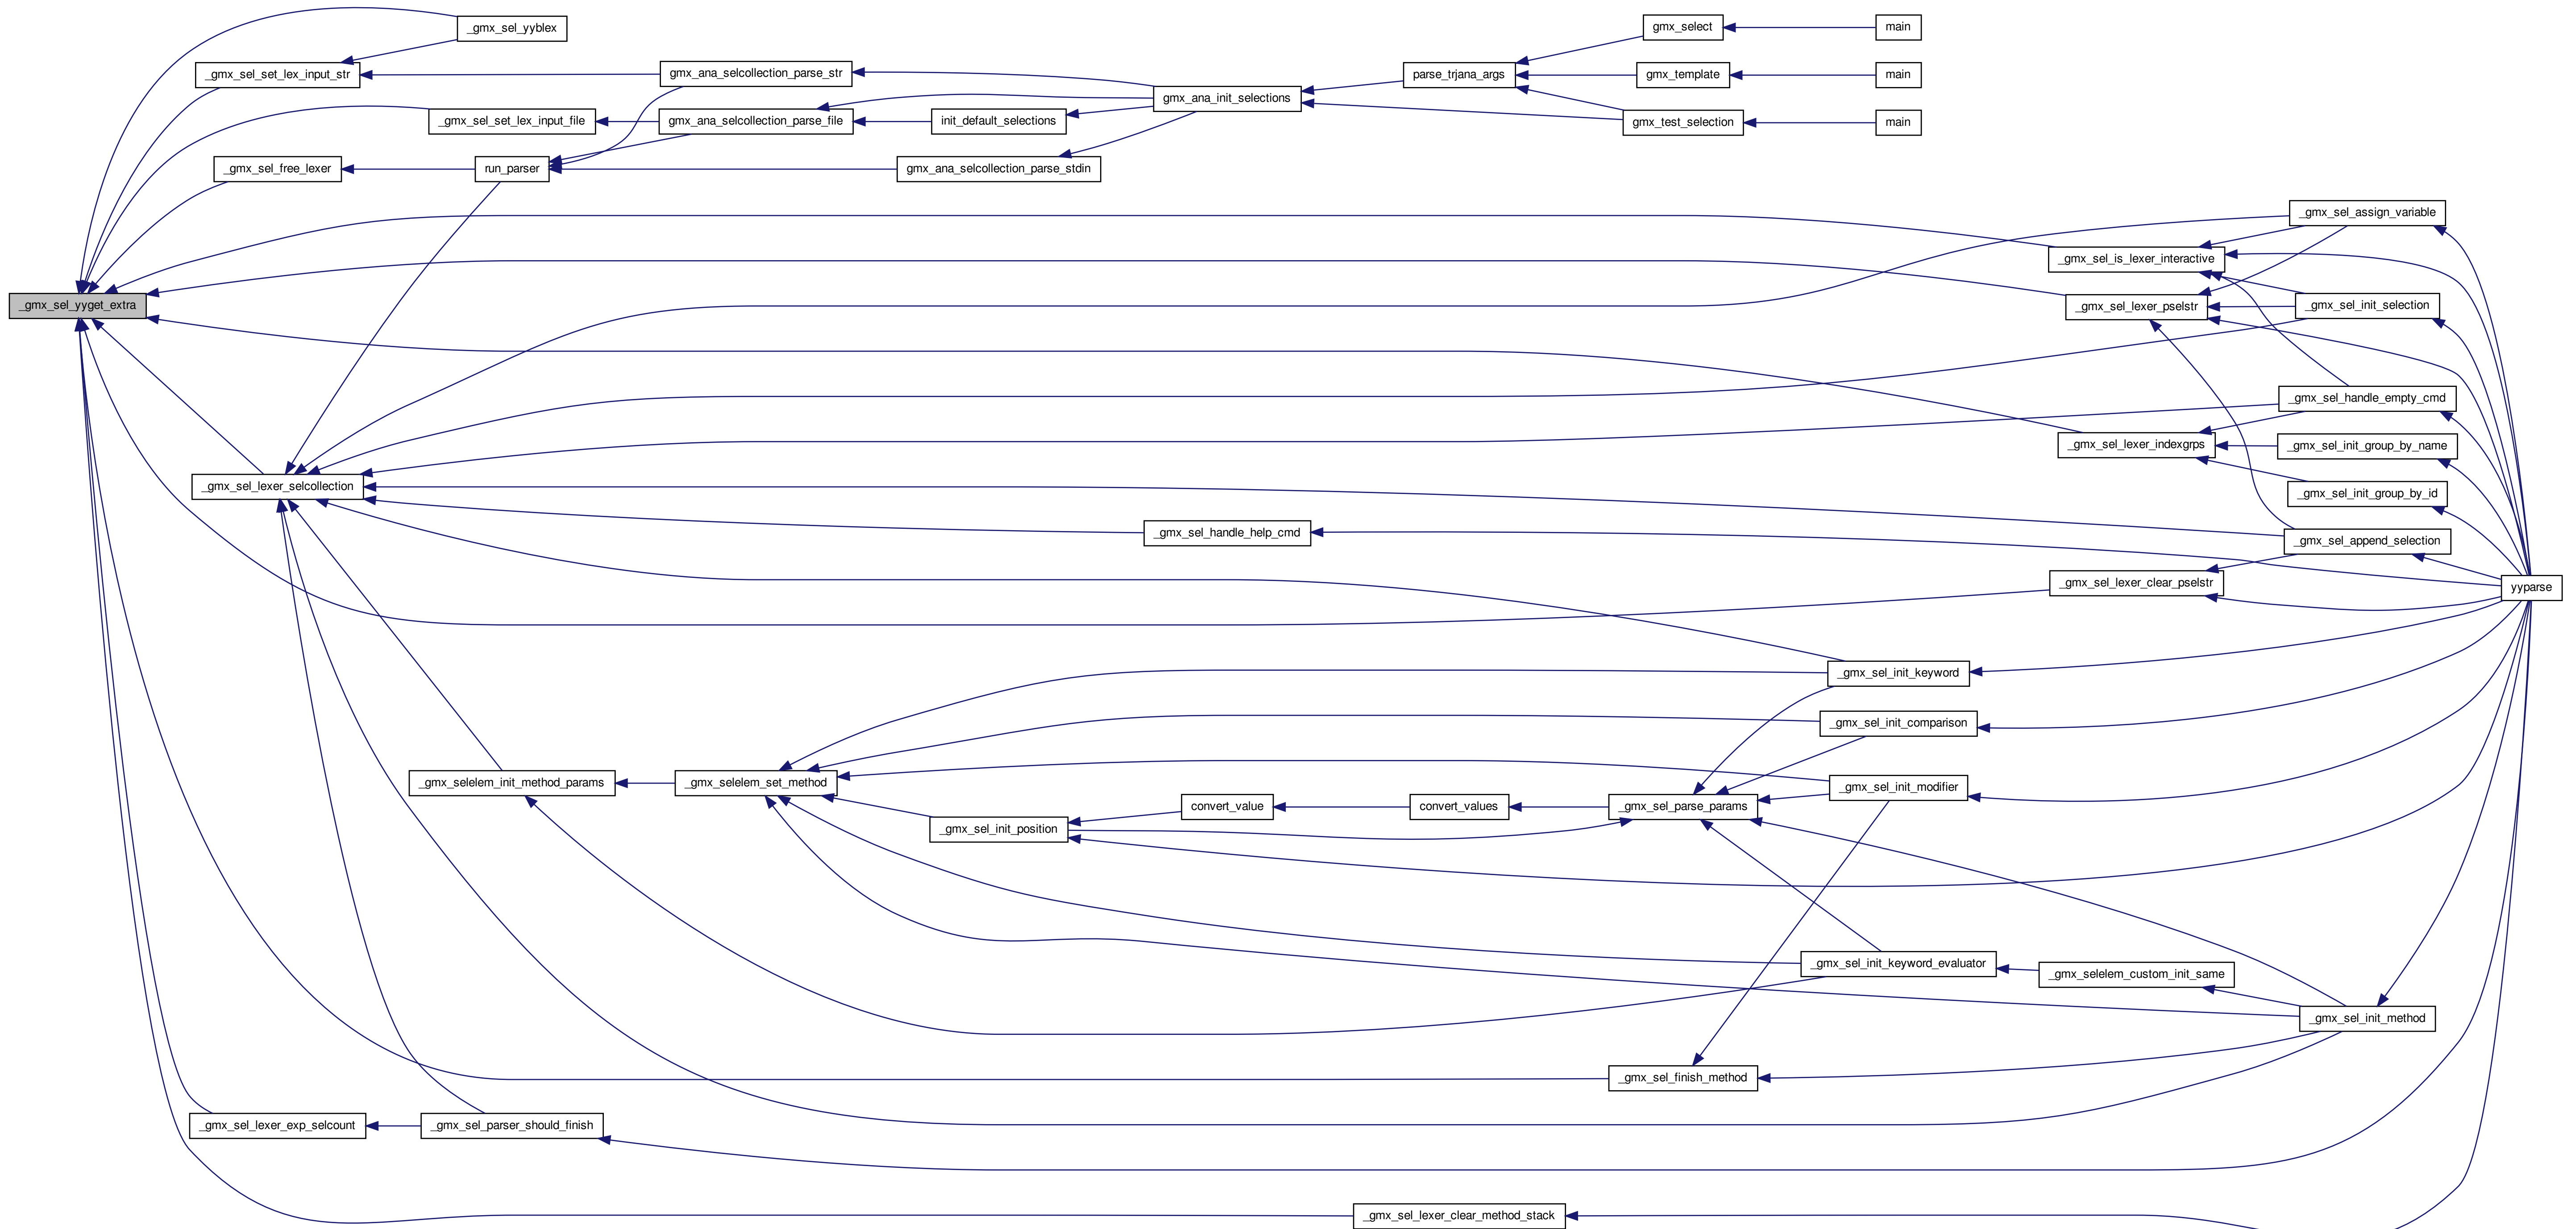 _gmx_sel_yyblex
gmx_select
main
_gmx_sel_set_lex_input_str
gmx_ana_selcollection_parse_str
parse_trjana_args
gmx_template
main
gmx_ana_init_selections
_gmx_sel_set_lex_input_file
gmx_ana_selcollection_parse_file
init_default_selections
gmx_test_selection
main
_gmx_sel_free_lexer
run_parser
gmx_ana_selcollection_parse_stdin
_gmx_sel_assign_variable
_gmx_sel_is_lexer_interactive
_gmx_sel_yyget_extra
_gmx_sel_lexer_pselstr
_gmx_sel_init_selection
_gmx_sel_handle_empty_cmd
_gmx_sel_lexer_indexgrps
_gmx_sel_init_group_by_name
_gmx_sel_lexer_selcollection
_gmx_sel_init_group_by_id
_gmx_sel_handle_help_cmd
_gmx_sel_append_selection
_gmx_sel_lexer_clear_pselstr
yyparse
_gmx_sel_init_keyword
_gmx_sel_init_comparison
_gmx_selelem_init_method_params
_gmx_selelem_set_method
_gmx_sel_init_modifier
convert_value
convert_values
_gmx_sel_parse_params
_gmx_sel_init_position
_gmx_sel_init_keyword_evaluator
_gmx_selelem_custom_init_same
_gmx_sel_init_method
_gmx_sel_finish_method
_gmx_sel_lexer_exp_selcount
_gmx_sel_parser_should_finish
_gmx_sel_lexer_clear_method_stack